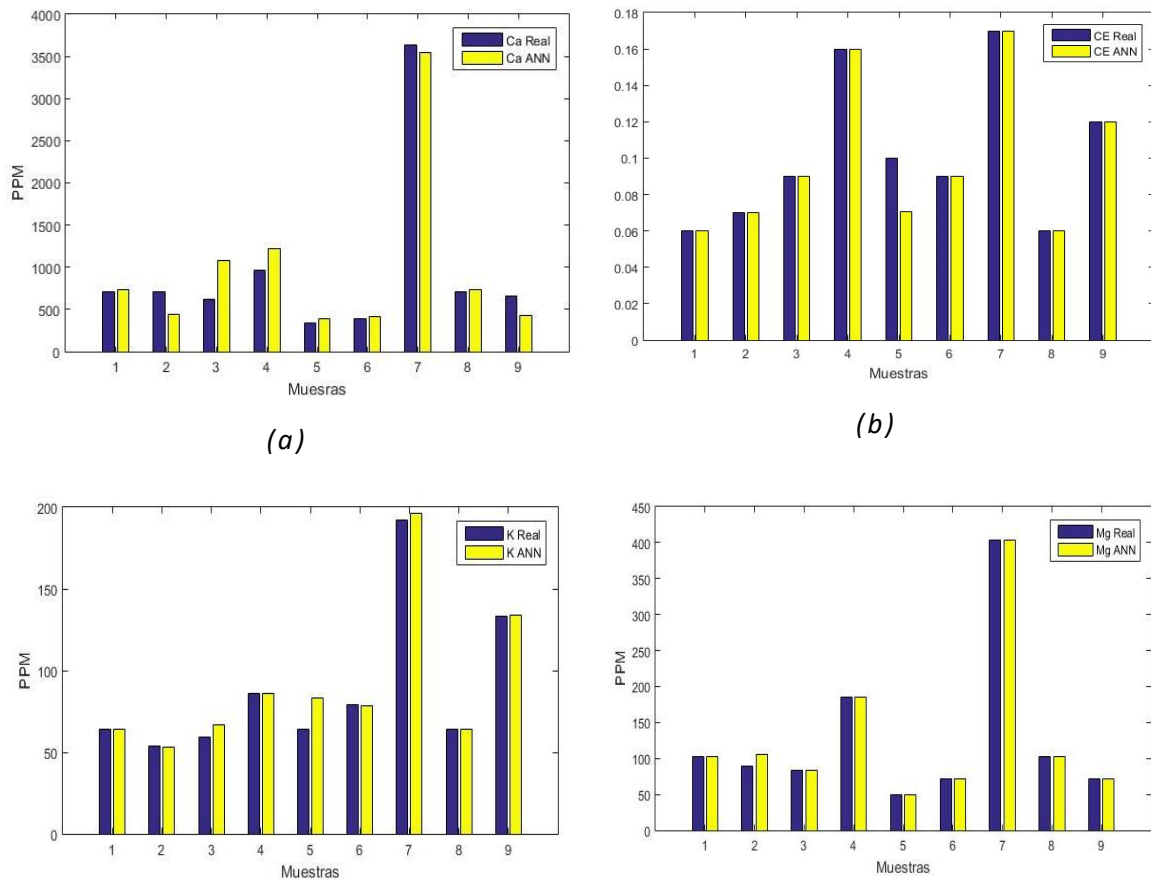 4000
3500
3000
2500
2000
1500
1000
500
0
PPM
Ca Real
Ca ANN
1 2 3 4 5 6 7 8 9
Muesras
(a)
0.18
0.16
0.14
0.12
0.1
0.08
0.06
0.04
0.02
0
CE Real
CE ANN
1 2 3 4 5 6 7 8 9
Muestras
(b)
200
150
100
50
0
PPM
K Real
K ANN
1 2 3 4 5 6 7 8 9
Muestras
450
400
350
300
250
200
150
100
50
0
PPM
Mg Real
Mg ANN
1 2 3 4 5 6 7 8 9
Muestras